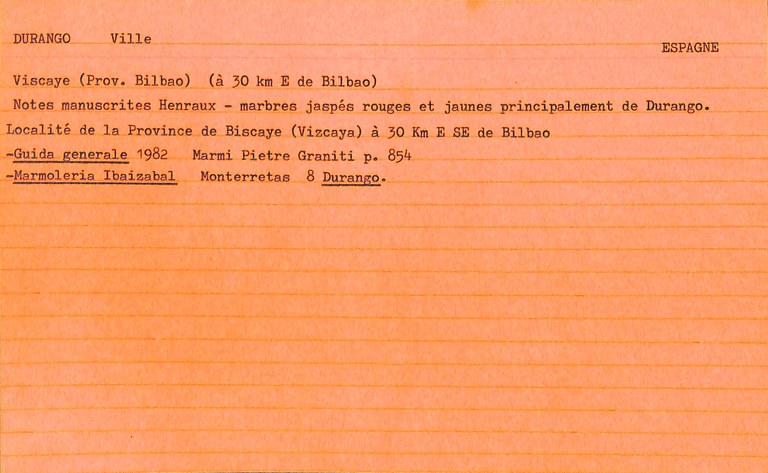 DURANGO Ville
ESPAGNE
Viscaye (Prov. Bilbao) (à 30 km E de Bilbao)
Notes manuscrites Henraux - marbres jaspés rouges et jaunes principalement de Durango.
Localité de la Province de Biscaye (Vizcaya) à 30 Km E SE de Bilbao
-Guida generale 1982 Marmi Pietre Graniti p. 854
-Marmoleria Ibaizabal Monterretas 8 Durango.